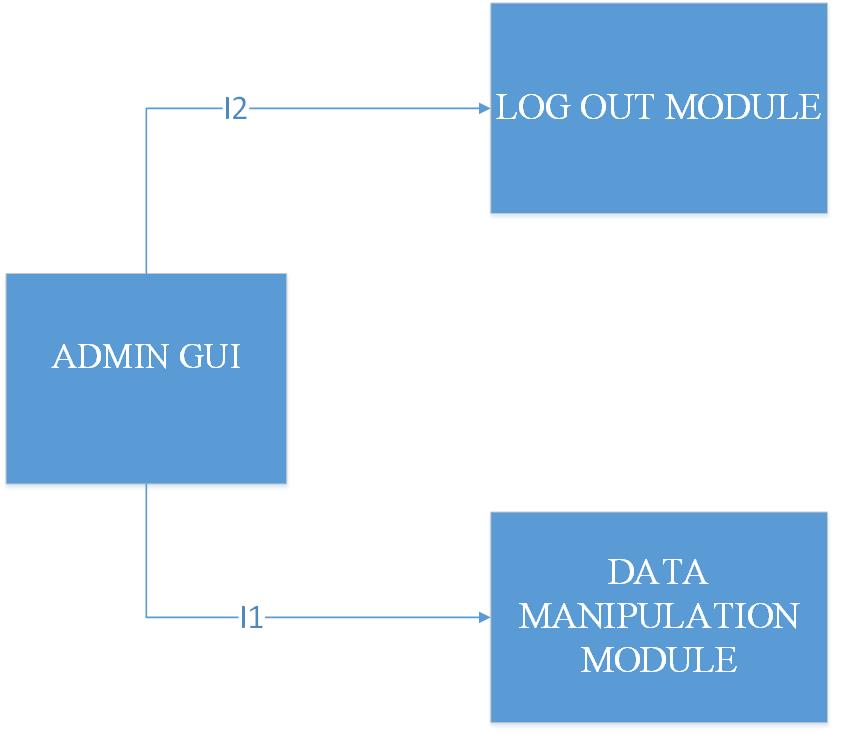 I2
LOG OUT MODULE
ADMIN GUI
I1
DATA
MANIPULATION
MODULE